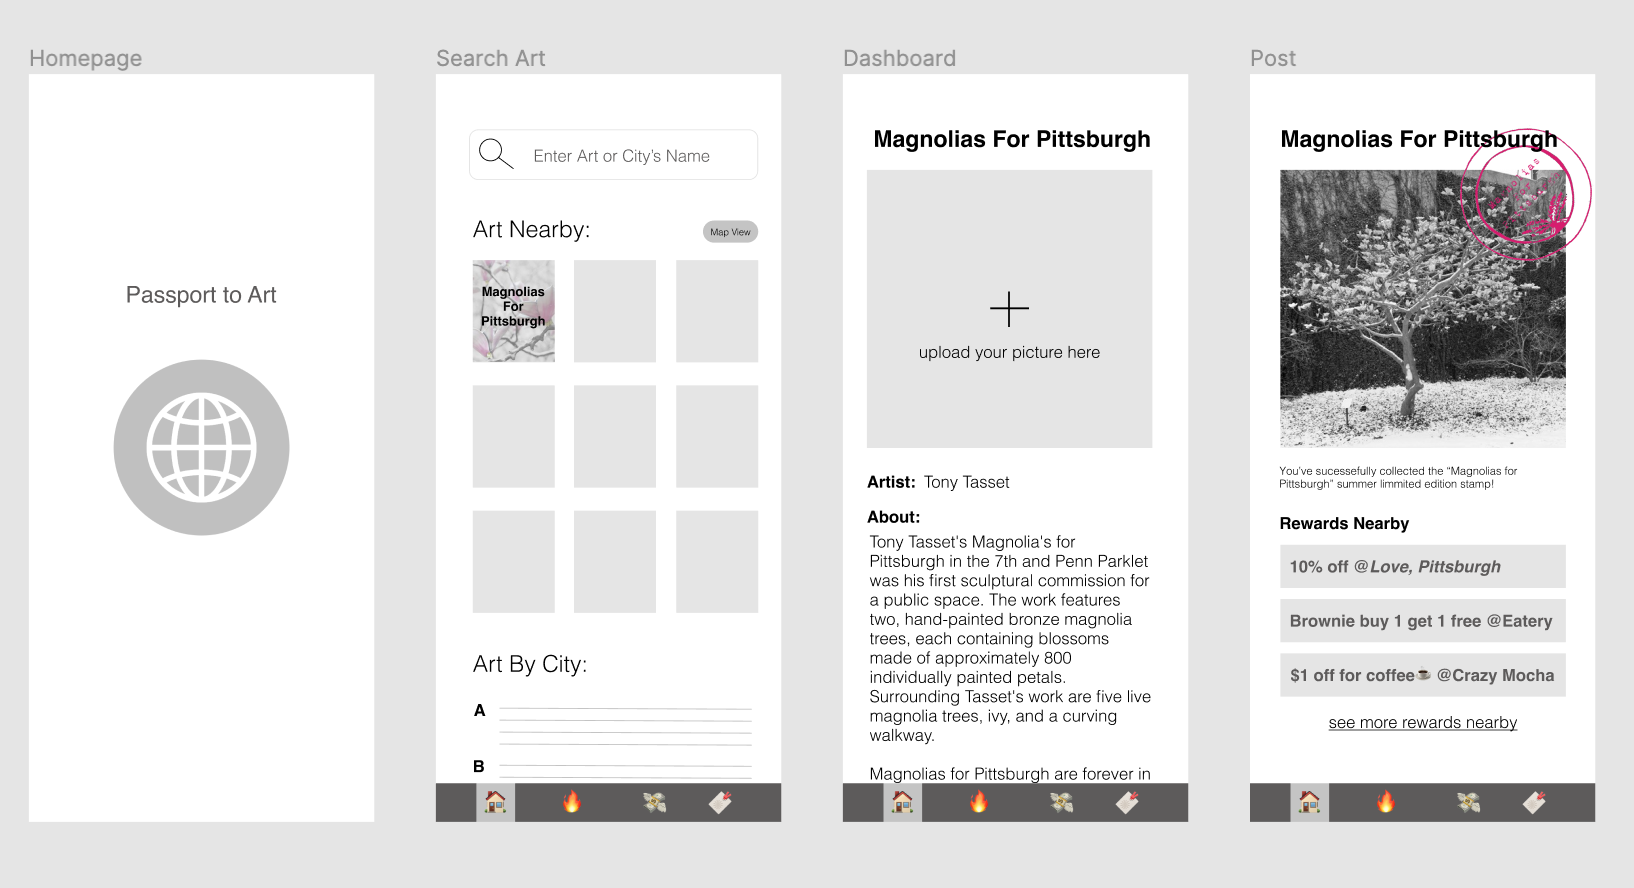 Homepage
Passport to Art
Search Art
Enter Art or City's Name
Art Nearby:
Map View
Magnolias
For
Pittsburgh
Art By City:
A
B
Dashboard
Magnolias For Pittsburgh
upload your picture here
Artist: Tony Tasset
About:
Tony Tasset's Magnolia's for
Pittsburgh in the 7th and Penn Parklet
was his first sculptural commission for
a public space. The work features
two, hand-painted bronze magnolia
trees, each containing blossoms
made of approximately 800
individually painted petals.
Surrounding Tasset's work are five live
magnolia trees, ivy, and a curving
walkway.
Magnolias for Pittsburgh are forever in
Post
Magnolias For Pittsburgh
You've sucessefully collected the “Magnolias for
Pittsburgh” summer limmited edition stamp!
Rewards Nearby
10% off @Love, Pittsburgh
Brownie buy 1 get 1 free @Eatery
$1 off for coffee☕ @Crazy Mocha
see more rewards nearby